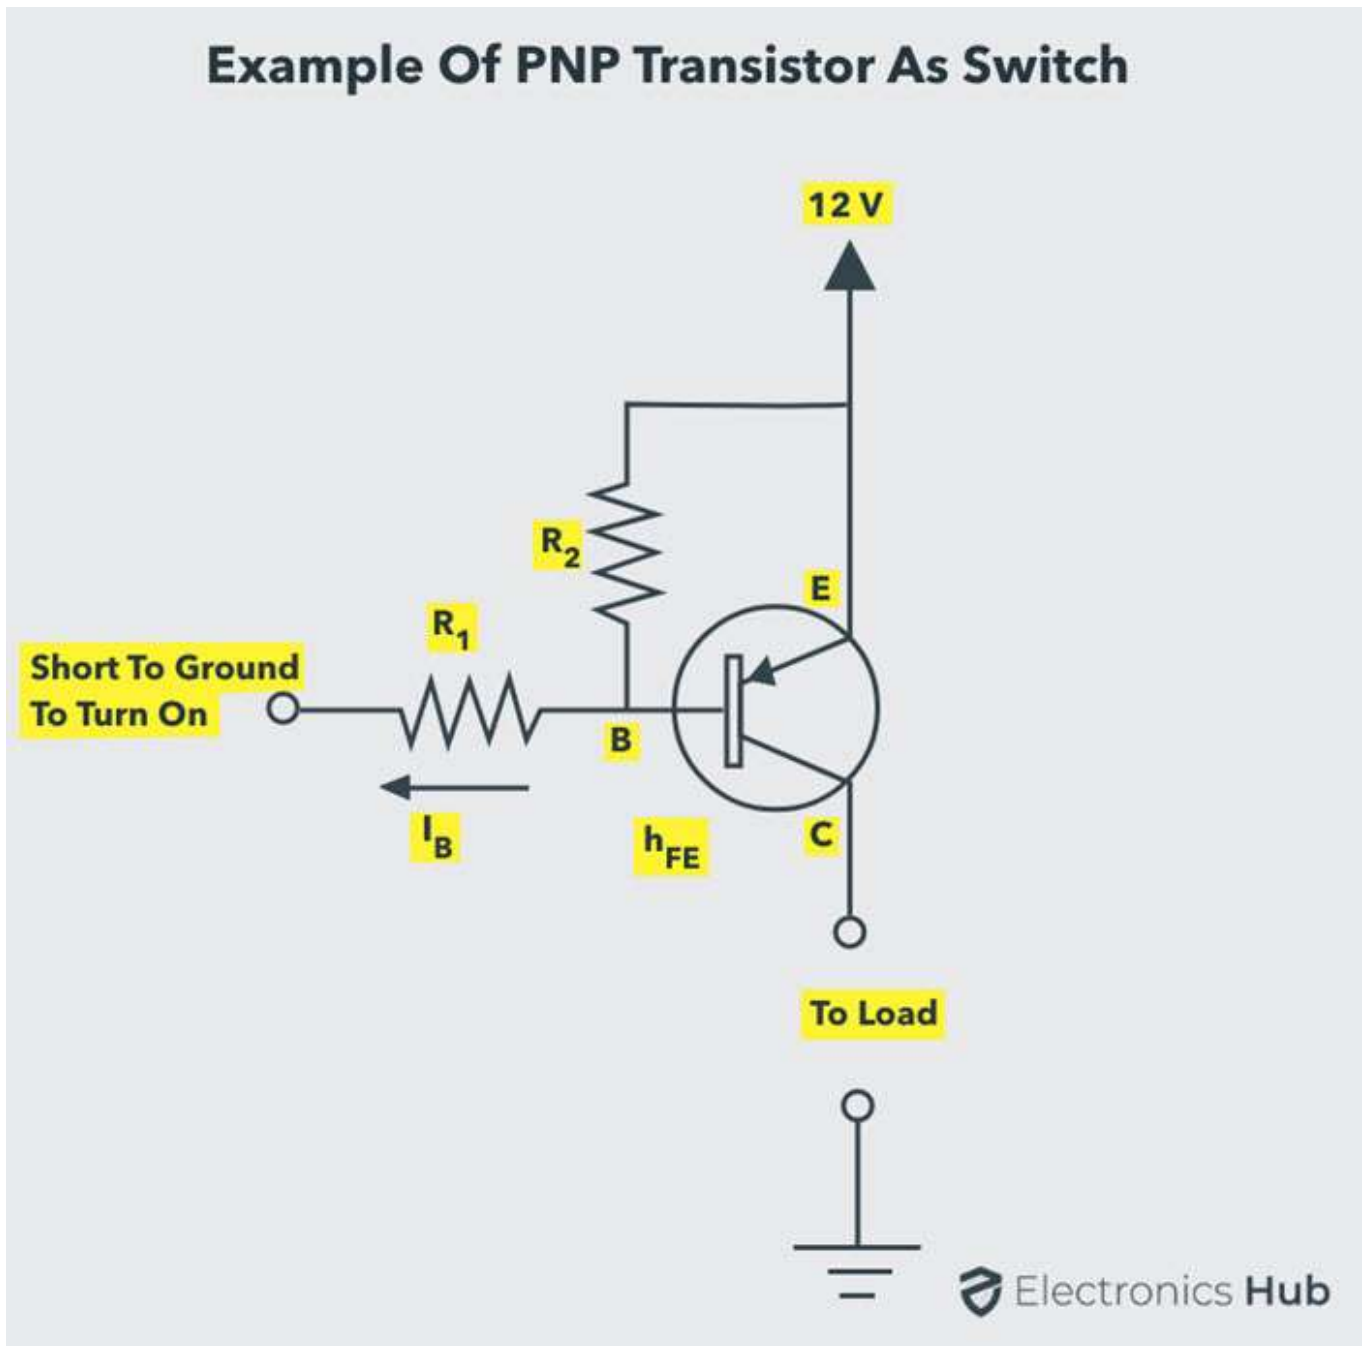 Example Of PNP Transistor As Switch
12 V
R2
E
R1
Short To Ground
To Turn On
B
IB
hFE
C
To Load
Electronics Hub